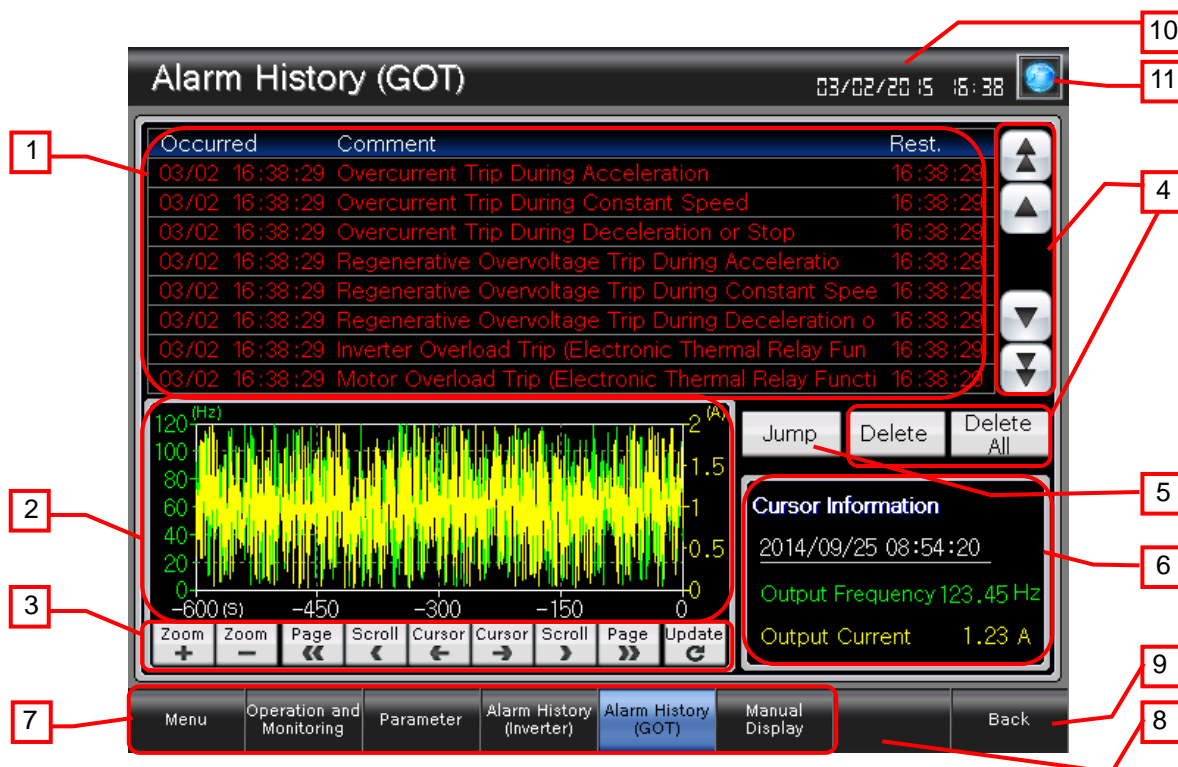 10
Alarm History (GOT)
03/02/2015 16:38
11
1
Occurred Comment Rest.
03/02 16:38:29 Overcurrent Trip During Acceleration 16:38:29
03/02 16:38:29 Overcurrent Trip During Constant Speed 16:38:29
03/02 16:38:29 Overcurrent Trip During Deceleration or Stop 16:38:29
03/02 16:38:29 Regenerative Overvoltage Trip During Acceleratio 16:38:29
03/02 16:38:29 Regenerative Overvoltage Trip During Constant Spee 16:38:29
03/02 16:38:29 Regenerative Overvoltage Trip During Deceleration o 16:38:29
03/02 16:38:29 Inverter Overload Trip (Electronic Thermal Relay Fun 16:38:29
03/02 16:38:29 Motor Overload Trip (Electronic Thermal Relay Functi 16:38:29
4
2
(Hz)
120
100
80
60
40
20
0
(A)
2
1.5
1
0.5
0
-600 (S) -450 -300 -150 0
Jump Delete Delete All
5
Cursor Information
2014/09/25 08:54:20
Output Frequency 123.45 Hz
Output Current 1.23 A
6
3
Zoom + Zoom − Page Scroll Cursor Cursor Scroll Page Update
7
Menu Operation and Monitoring Parameter Alarm History (Inverter) Alarm History (GOT) Manual Display Back
9
8